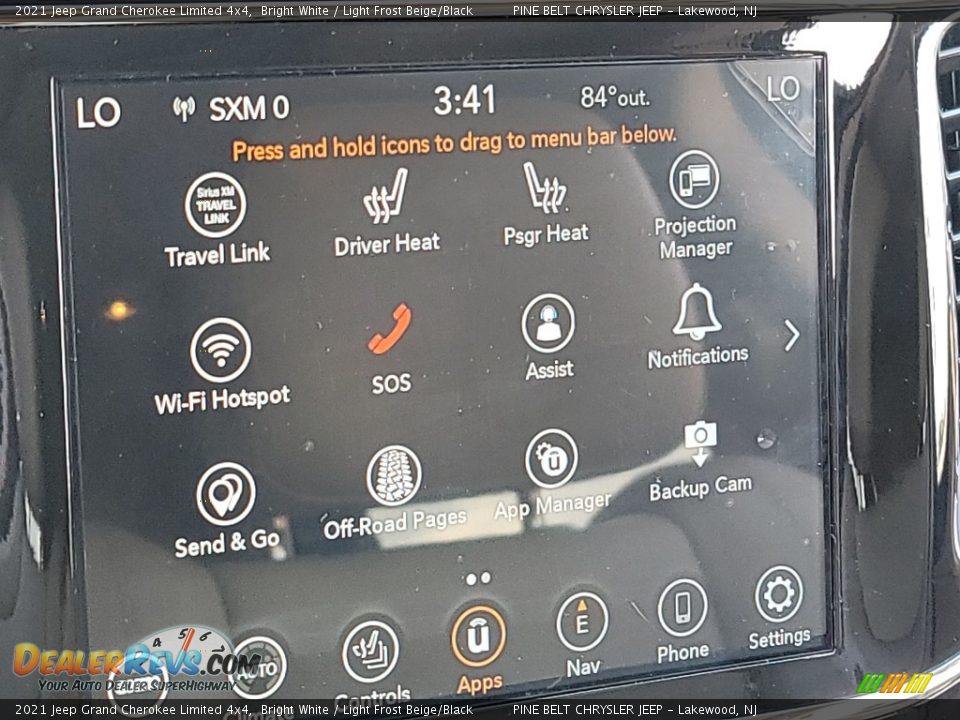 2021 Jeep Grand Cherokee Limited 4x4,  Bright White / Light Frost Beige/Black          PINE BELT CHRYSLER JEEP - Lakewood, NJ
LO SXM 0 3:41 84°out. LO
Press and hold icons to drag to menu bar below.
Sirius XM
TRAVEL
LINK
Travel Link Driver Heat Psgr Heat Projection
Manager
Wi-Fi Hotspot SOS Assist Notifications
Send & Go Off-Road Pages App Manager Backup Cam
E
AUTO Controls Apps Nav Phone Settings
4 5 6
DealerRevs.com
Your Auto Dealer SuperHighway
2021 Jeep Grand Cherokee Limited 4x4,  Bright White / Light Frost Beige/Black          PINE BELT CHRYSLER JEEP - Lakewood, NJ